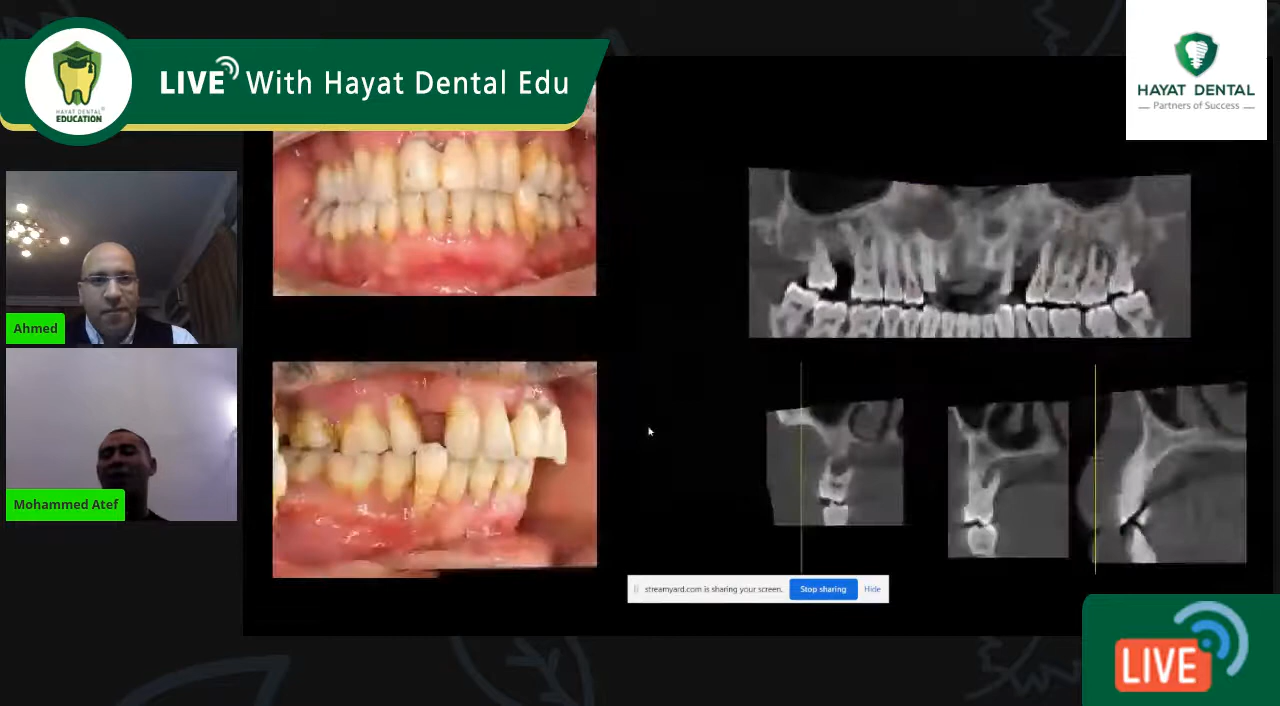 LIVE With Hayat Dental Edu
HAYAT DENTAL
EDUCATION
HAYAT DENTAL
Partners of Success
Ahmed
Mohammed Atef
streamyard.com is sharing your screen. Stop sharing Hide
LIVE